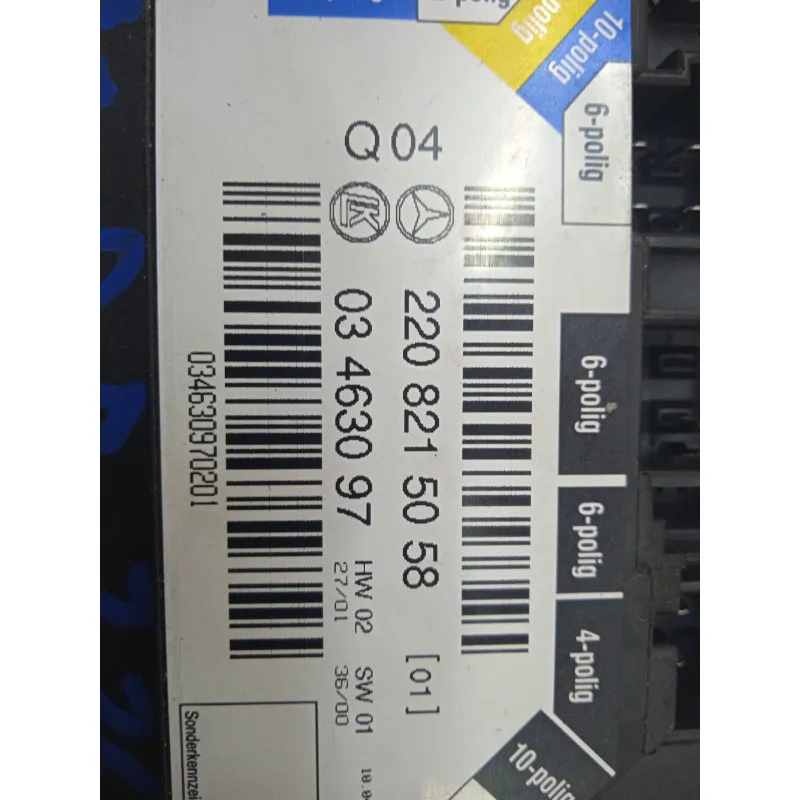 10-polig
6-polig
Q 04
220 821 50 58 [01]
LK 03 4630 97
HW 02 SW 01
27/01 36/00
034630970201
6-polig
6-polig
4-polig
10-polig